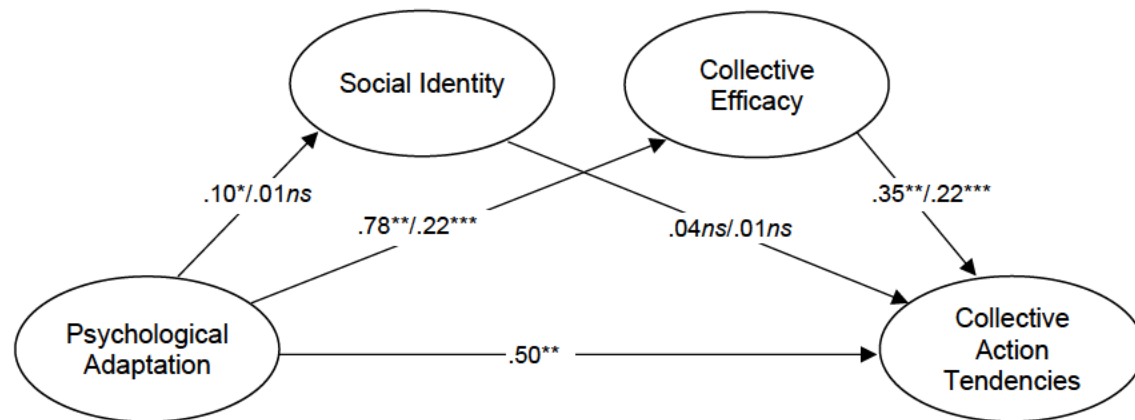 Social Identity
Collective
Efficacy
.10*/.01ns
.78**/.22***
.04ns/.01ns
.35**/.22***
Psychological
Adaptation
.50**
Collective
Action
Tendencies